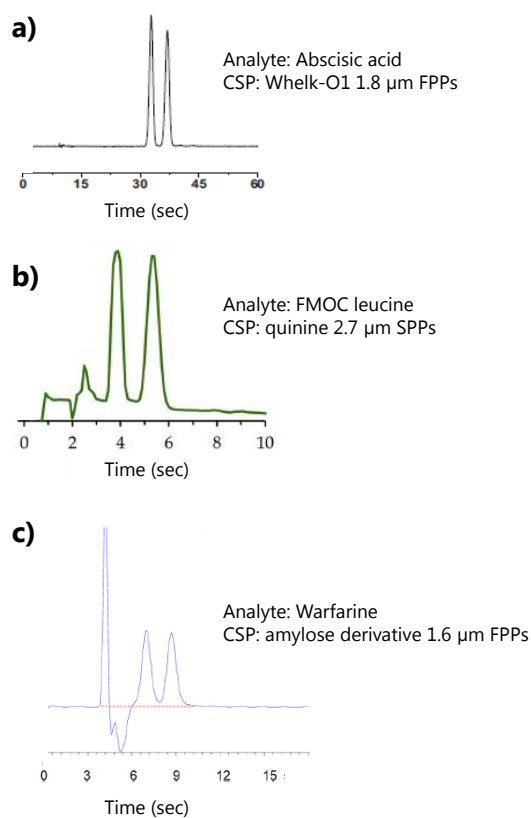 a)
Analyte: Abscisic acid
CSP: Whelk-O1 1.8 µm FPPs
0 15 30 45 60
Time (sec)
b)
Analyte: FMOC leucine
CSP: quinine 2.7 µm SPPs
0 2 4 6 8 10
Time (sec)
c)
Analyte: Warfarine
CSP: amylose derivative 1.6 µm FPPs
0 3 6 9 12 15
Time (sec)